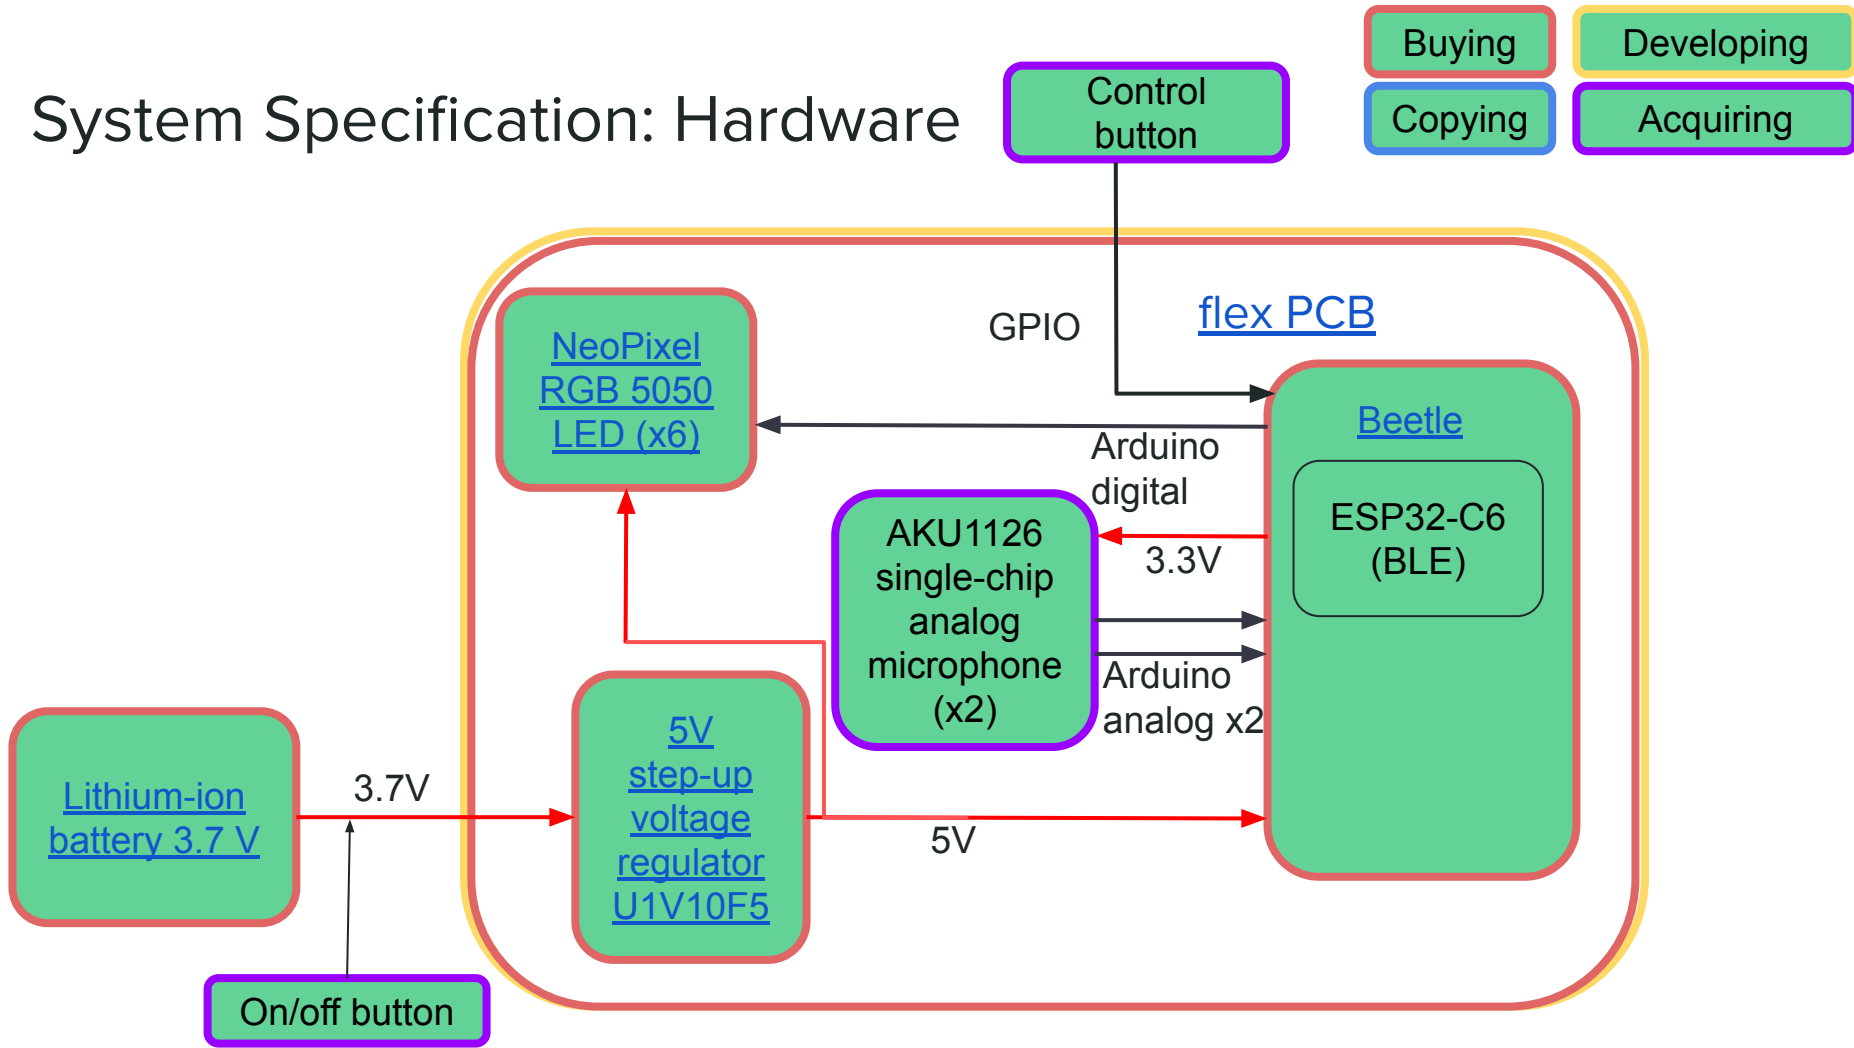 System Specification: Hardware
Control
button
Buying
Developing
Copying
Acquiring
GPIO
flex PCB
NeoPixel
RGB 5050
LED (x6)
Beetle
Arduino
digital
ESP32-C6
(BLE)
AKU1126
single-chip
analog
microphone
(x2)
3.3V
Arduino
analog x2
5V
step-up
voltage
regulator
U1V10F5
Lithium-ion
battery 3.7 V
3.7V
5V
On/off button